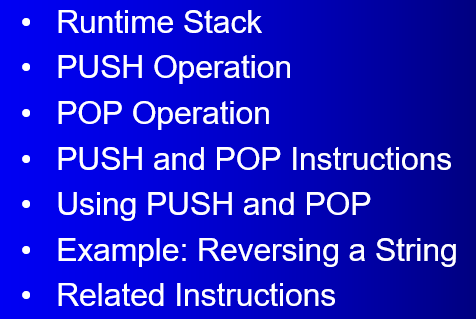 • Runtime Stack
• PUSH Operation
• POP Operation
• PUSH and POP Instructions
• Using PUSH and POP
• Example: Reversing a String
• Related Instructions